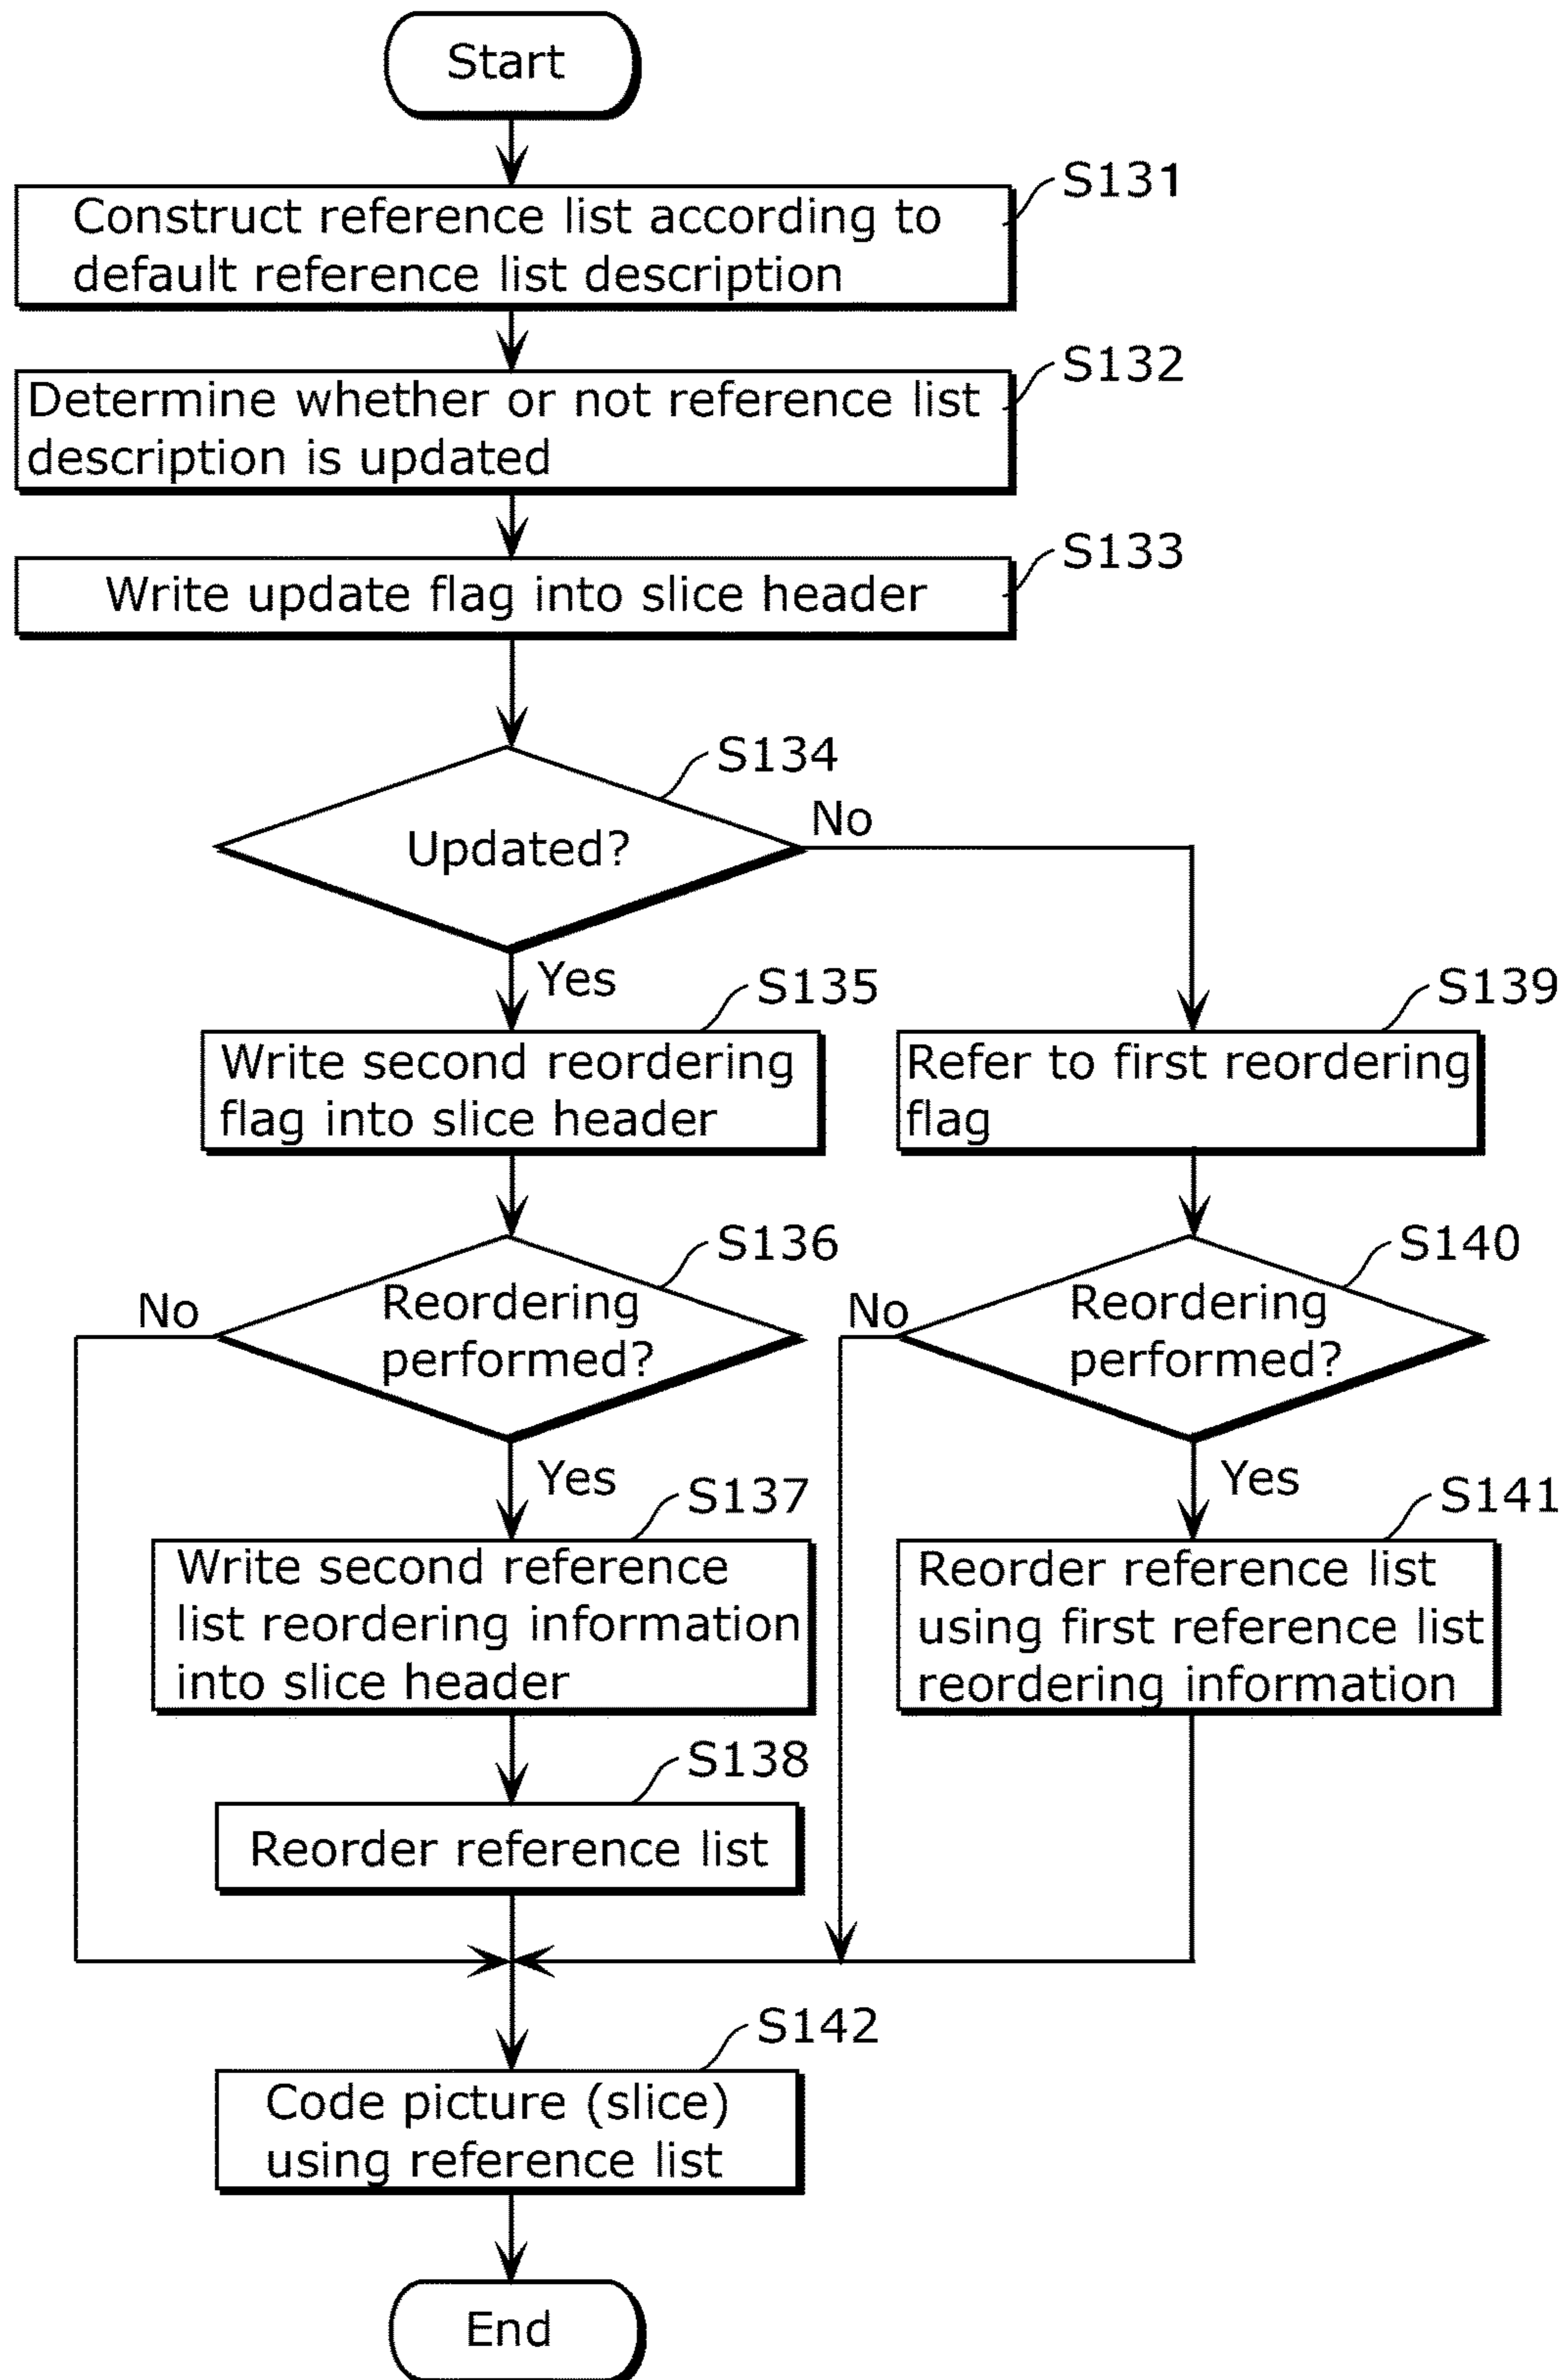 Start
S131
Construct reference list according to
default reference list description
S132
Determine whether or not reference list
description is updated
S133
Write update flag into slice header
S134
Updated?
No
Yes
S135
Write second reordering
flag into slice header
S139
Refer to first reordering
flag
S136
Reordering
performed?
No
Yes
S140
Reordering
performed?
No
Yes
S137
Write second reference
list reordering information
into slice header
S141
Reorder reference list
using first reference list
reordering information
S138
Reorder reference list
S142
Code picture (slice)
using reference list
End